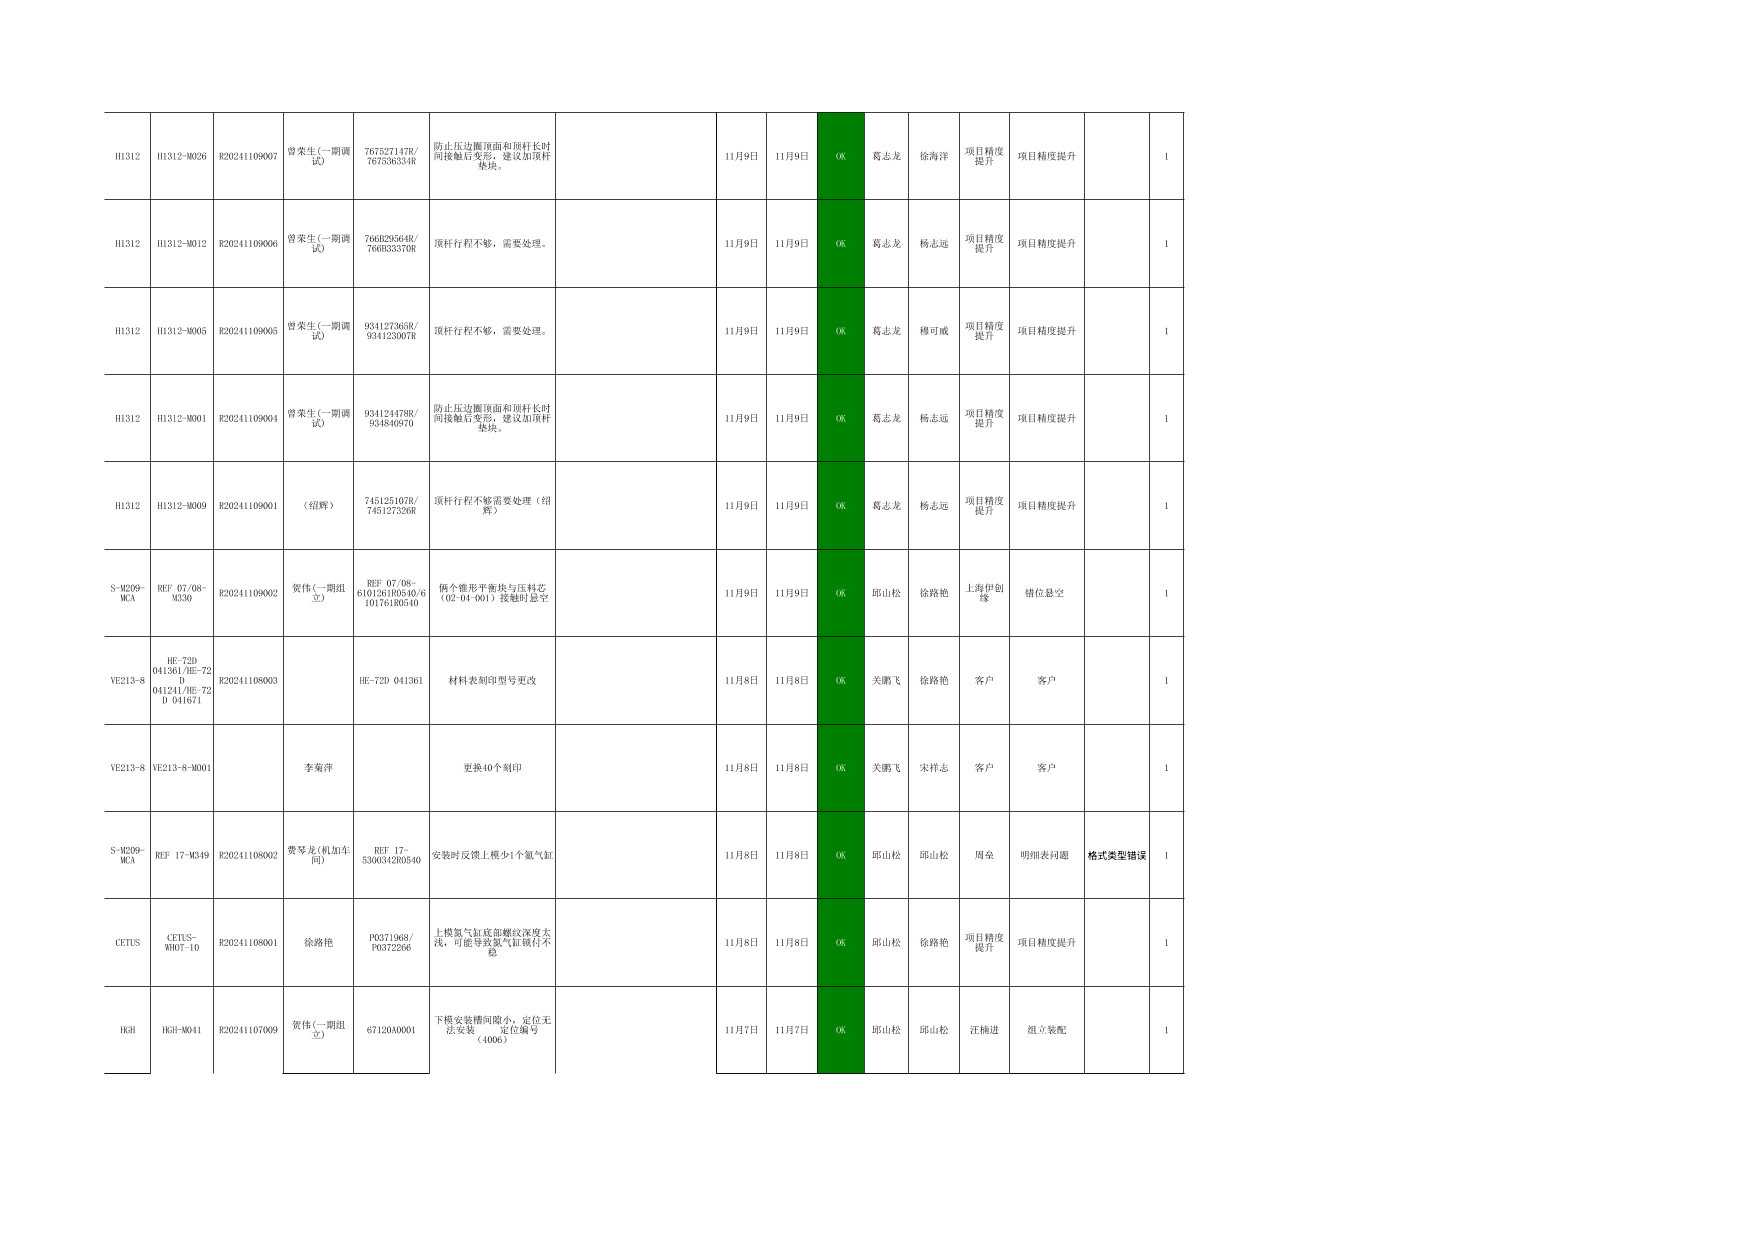 H1312 H1312-M026 R20241109007 曾荣生(一期调试) 767527147R/767536334R 防止压边圈顶面和顶杆长时间接触后变形，建议加顶杆垫块。 11月9日 11月9日 OK 葛志龙 徐海洋 项目精度提升 项目精度提升 1
H1312 H1312-M012 R20241109006 曾荣生(一期调试) 766B29564R/766B33370R 顶杆行程不够，需要处理。 11月9日 11月9日 OK 葛志龙 杨志远 项目精度提升 项目精度提升 1
H1312 H1312-M005 R20241109005 曾荣生(一期调试) 934127365R/934123007R 顶杆行程不够，需要处理。 11月9日 11月9日 OK 葛志龙 穆可威 项目精度提升 项目精度提升 1
H1312 H1312-M001 R20241109004 曾荣生(一期调试) 934124478R/934840970 防止压边圈顶面和顶杆长时间接触后变形，建议加顶杆垫块。 11月9日 11月9日 OK 葛志龙 杨志远 项目精度提升 项目精度提升 1
H1312 H1312-M009 R20241109001 （绍辉） 745125107R/745127326R 顶杆行程不够需要处理（绍辉） 11月9日 11月9日 OK 葛志龙 杨志远 项目精度提升 项目精度提升 1
S-M209-MCA REF 07/08-M330 R20241109002 贺伟(一期组立) REF 07/08-6101261R0540/6101761R0540 俩个锥形平衡块与压料芯（02-04-001）接触时悬空 11月9日 11月9日 OK 邱山松 徐路艳 上海伊创缘 错位悬空 1
VE213-8 HE-72D 041361/HE-72D 041241/HE-72D 041671 R20241108003 HE-72D 041361 材料表刻印型号更改 11月8日 11月8日 OK 关鹏飞 徐路艳 客户 客户 1
VE213-8 VE213-8-M001 李菊萍 更换40个刻印 11月8日 11月8日 OK 关鹏飞 宋祥志 客户 客户 1
S-M209-MCA REF 17-M349 R20241108002 费琴龙(机加车间) REF 17-5300342R0540 安装时反馈上模少1个氮气缸 11月8日 11月8日 OK 邱山松 邱山松 周垒 明细表问题 格式类型错误 1
CETUS CETUS-WHOT-10 R20241108001 徐路艳 P0371968/P0372266 上模氮气缸底部螺纹深度太浅，可能导致氮气缸锁付不稳 11月8日 11月8日 OK 邱山松 徐路艳 项目精度提升 项目精度提升 1
HGH HGH-M041 R20241107009 贺伟(一期组立) 67120A0001 下模安装槽间隙小，定位无法安装 定位编号（4006） 11月7日 11月7日 OK 邱山松 邱山松 汪楠进 组立装配 1